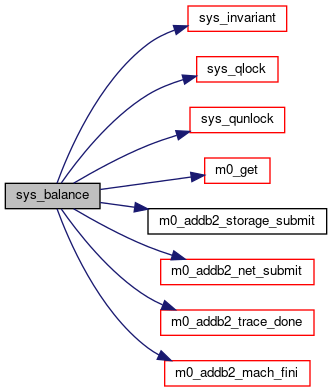 sys_invariant
sys_qlock
sys_qunlock
m0_get
sys_balance
m0_addb2_storage_submit
m0_addb2_net_submit
m0_addb2_trace_done
m0_addb2_mach_fini